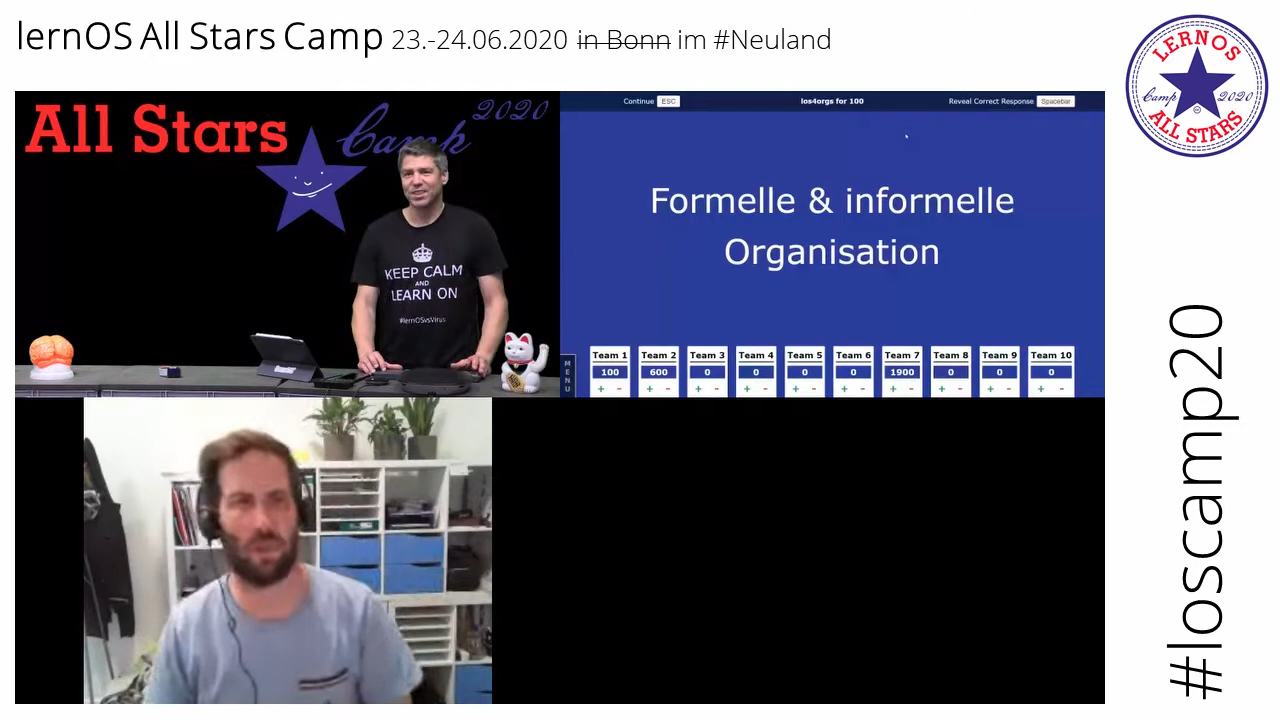 lernOS All Stars Camp 23.-24.06.2020 in Bonn im #Neuland
LERNOS
Camp 2020
ALL STARS
All Stars Camp 2020
KEEP CALM
AND
LEARN ON
#lernOSvsVirus
Continue ESC los4orgs for 100 Reveal Correct Response Spacebar
Formelle & informelle
Organisation
MENU
Team 1 Team 2 Team 3 Team 4 Team 5 Team 6 Team 7 Team 8 Team 9 Team 10
100 600 0 0 0 0 1900 0 0 0
+ - + - + - + - + - + - + - + - + - + -
#loscamp20